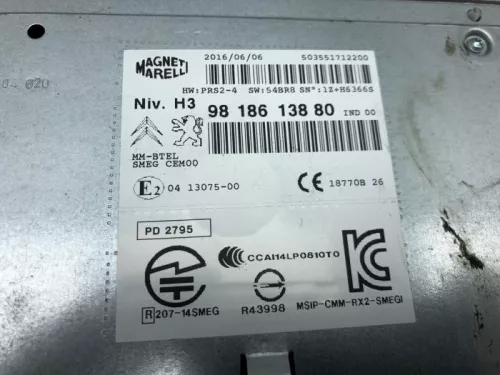 MAGNETI
MARELLI
2016/06/06 503551712200
HW:PRS2-4 SW:54BR8 SN°:1Z+H6366S
Niv. H3 98 186 138 80 IND 00
MM-BTEL
SMEG CEM00
E2 04 13075-00 CE 1877OB 26
PD 2795
CCAI14LP0810T0
R 207-14SMEG
R43998
MSIP-CMM-RX2-SMEGI